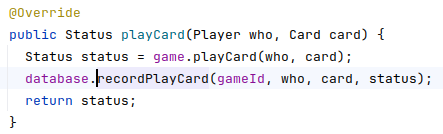 @Override
public Status playCard(Player who, Card card) {
  Status status = game.playCard(who, card);
  database.recordPlayCard(gameId, who, card, status);
  return status;
}